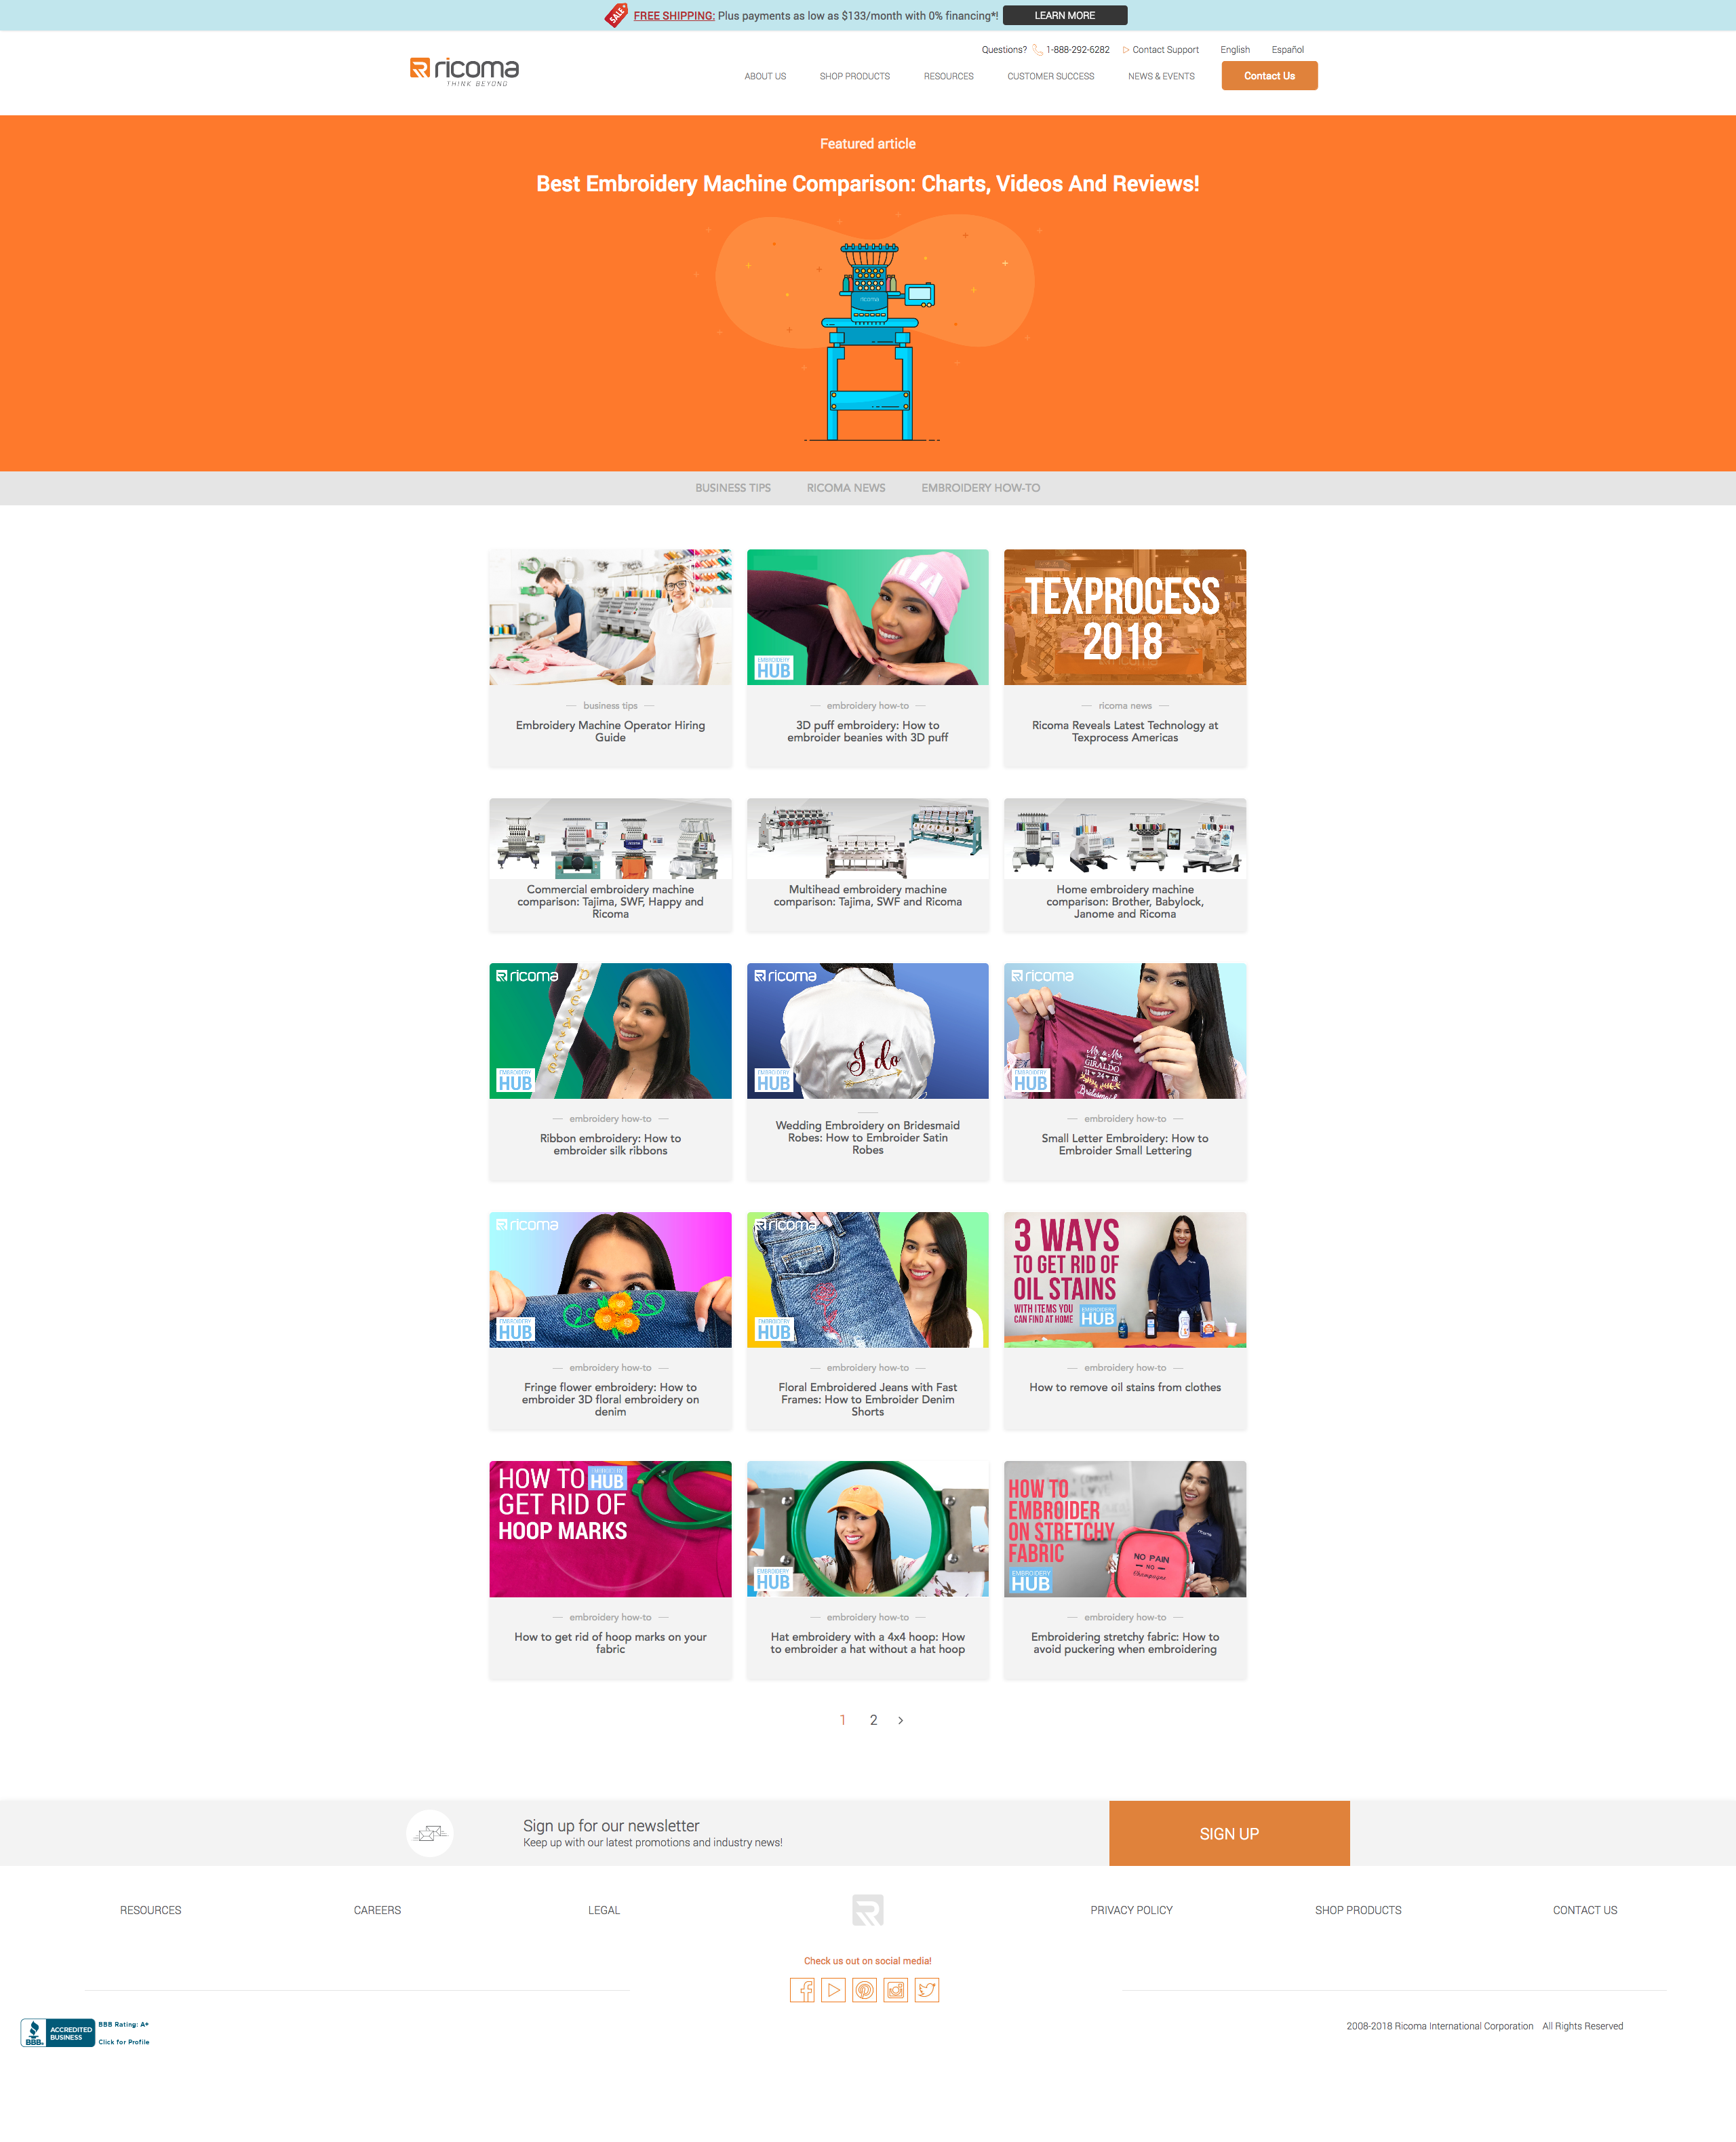 SALE FREE SHIPPING: Plus payments as low as $133/month with 0% financing*! LEARN MORE
Questions? 1-888-292-6282 Contact Support English Español
ricoma
THINK BEYOND
ABOUT US SHOP PRODUCTS RESOURCES CUSTOMER SUCCESS NEWS & EVENTS Contact Us
Featured article
Best Embroidery Machine Comparison: Charts, Videos And Reviews!
ricoma
BUSINESS TIPS RICOMA NEWS EMBROIDERY HOW-TO
EMBROIDERY
HUB
TEXPROCESS
2018
business tips
Embroidery Machine Operator Hiring
Guide
embroidery how-to
3D puff embroidery: How to
embroider beanies with 3D puff
ricoma news
Ricoma Reveals Latest Technology at
Texprocess Americas
Commercial embroidery machine
comparison: Tajima, SWF, Happy and
Ricoma
Multihead embroidery machine
comparison: Tajima, SWF and Ricoma
Home embroidery machine
comparison: Brother, Babylock,
Janome and Ricoma
ricoma
EMBROIDERY
HUB
ricoma
I do
EMBROIDERY
HUB
ricoma
Mr. & Mrs.
GIRALDO
11 24 18
Bridesmaid
EMBROIDERY
HUB
embroidery how-to
Ribbon embroidery: How to
embroider silk ribbons
Wedding Embroidery on Bridesmaid
Robes: How to Embroider Satin
Robes
embroidery how-to
Small Letter Embroidery: How to
Embroider Small Lettering
ricoma
EMBROIDERY
HUB
ricoma
EMBROIDERY
HUB
3 WAYS
TO GET RID OF
OIL STAINS
WITH ITEMS YOU
CAN FIND AT HOME
EMBROIDERY
HUB
embroidery how-to
Fringe flower embroidery: How to
embroider 3D floral embroidery on
denim
embroidery how-to
Floral Embroidered Jeans with Fast
Frames: How to Embroider Denim
Shorts
embroidery how-to
How to remove oil stains from clothes
HOW TO
EMBROIDERY
HUB
GET RID OF
HOOP MARKS
EMBROIDERY
HUB
HOW TO
EMBROIDER
ON STRETCHY
FABRIC
EMBROIDERY
HUB
ricoma
NO PAIN
NO
Champagne
embroidery how-to
How to get rid of hoop marks on your
fabric
embroidery how-to
Hat embroidery with a 4x4 hoop: How
to embroider a hat without a hat hoop
embroidery how-to
Embroidering stretchy fabric: How to
avoid puckering when embroidering
1 2 >
Sign up for our newsletter
Keep up with our latest promotions and industry news!
SIGN UP
RESOURCES CAREERS LEGAL PRIVACY POLICY SHOP PRODUCTS CONTACT US
Check us out on social media!
BBB. ACCREDITED
BUSINESS
BBB Rating: A+
Click for Profile
2008-2018 Ricoma International Corporation All Rights Reserved